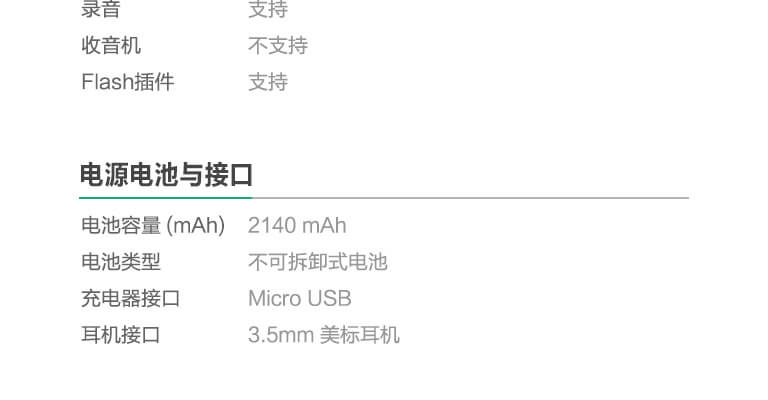 录音 支持
收音机 不支持
Flash插件 支持
电源电池与接口
电池容量 (mAh) 2140 mAh
电池类型 不可拆卸式电池
充电器接口 Micro USB
耳机接口 3.5mm 美标耳机